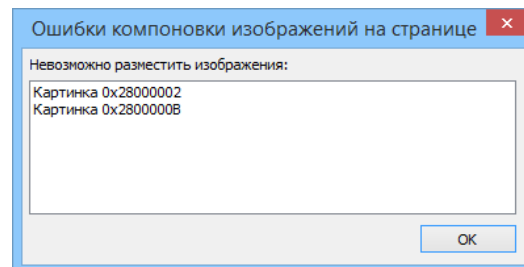 Ошибки компоновки изображений на странице
Невозможно разместить изображения:
Картинка 0x28000002
Картинка 0x2800000B
OK